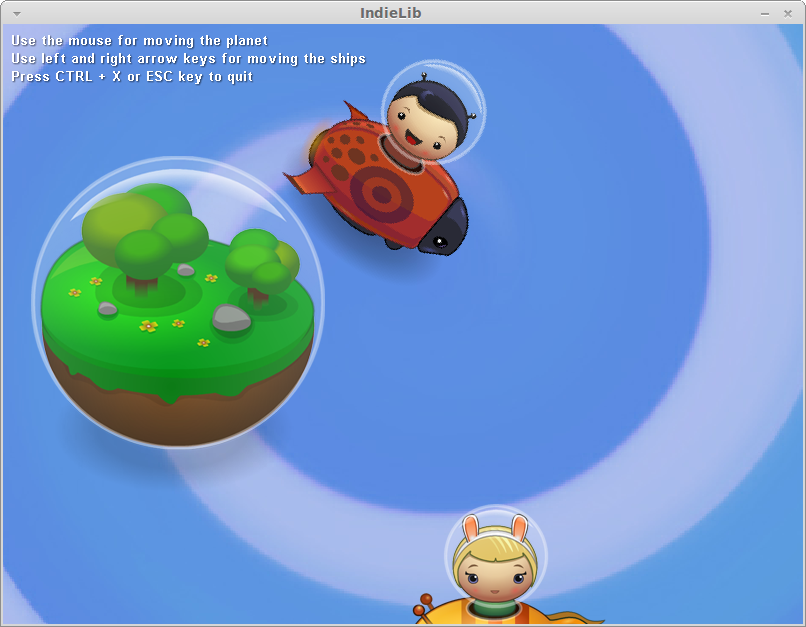 IndieLib
Use the mouse for moving the planet
Use left and right arrow keys for moving the ships
Press CTRL + X or ESC key to quit